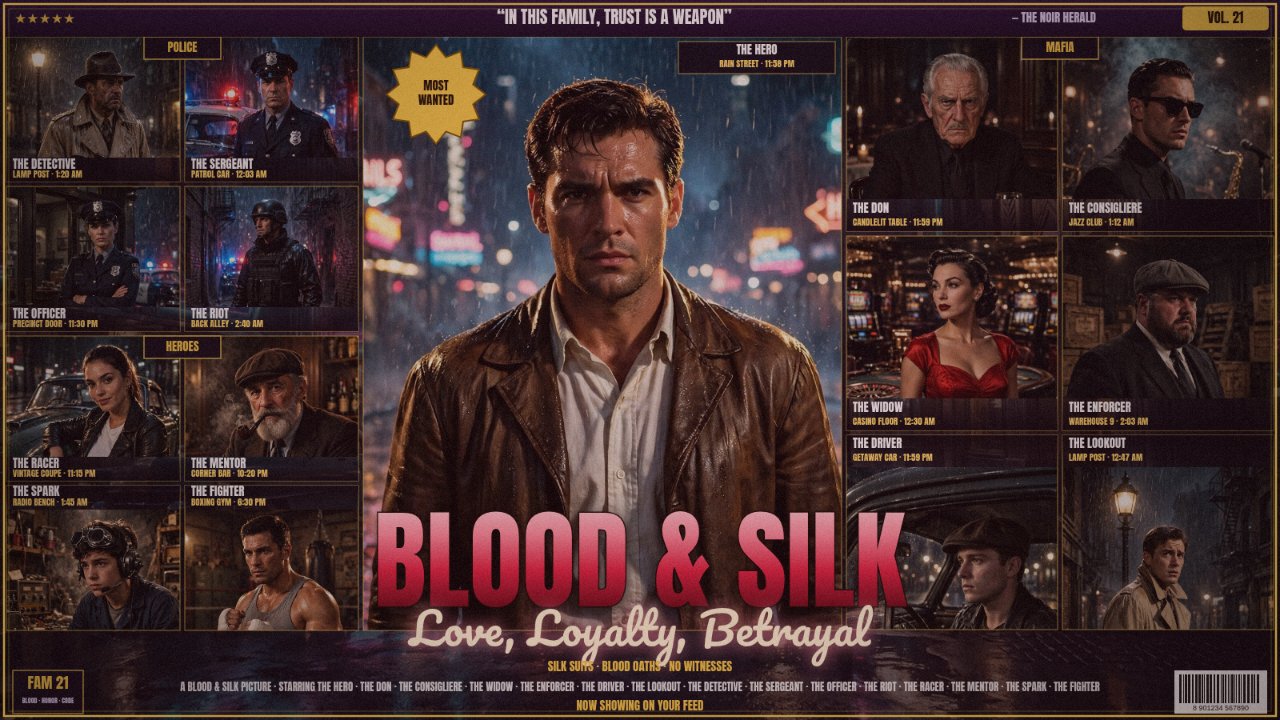 ★★★★★
“IN THIS FAMILY, TRUST IS A WEAPON”
– THE NOIR HERALD
VOL. 21
POLICE
THE DETECTIVE
LAMP POST · 1:20 AM
THE SERGEANT
PATROL CAR · 12:03 AM
THE OFFICER
PRECINCT DOOR · 11:30 PM
THE RIOT
BACK ALLEY · 2:40 AM
HEROES
THE RACER
VINTAGE COUPE · 11:15 PM
THE MENTOR
CORNER BAR · 10:20 PM
THE SPARK
RADIO BENCH · 1:45 AM
THE FIGHTER
BOXING GYM · 6:30 PM
MOST
WANTED
THE HERO
RAIN STREET · 11:58 PM
MAFIA
THE DON
CANDLELIT TABLE · 11:59 PM
THE CONSIGLIERE
JAZZ CLUB · 1:12 AM
THE WIDOW
CASINO FLOOR · 12:30 AM
THE ENFORCER
WAREHOUSE 9 · 2:03 AM
THE DRIVER
GETAWAY CAR · 11:59 PM
THE LOOKOUT
LAMP POST · 12:47 AM
BLOOD & SILK
Love, Loyalty, Betrayal
SILK SUITS · BLOOD OATHS · NO WITNESSES
A BLOOD & SILK PICTURE · STARRING THE HERO · THE DON · THE CONSIGLIERE · THE WIDOW · THE ENFORCER · THE DRIVER · THE LOOKOUT · THE DETECTIVE · THE SERGEANT · THE OFFICER · THE RIOT · THE RACER · THE MENTOR · THE SPARK · THE FIGHTER
NOW SHOWING ON YOUR FEED
FAM 21
BLOOD · HONOR · CODE
8 901234 567890